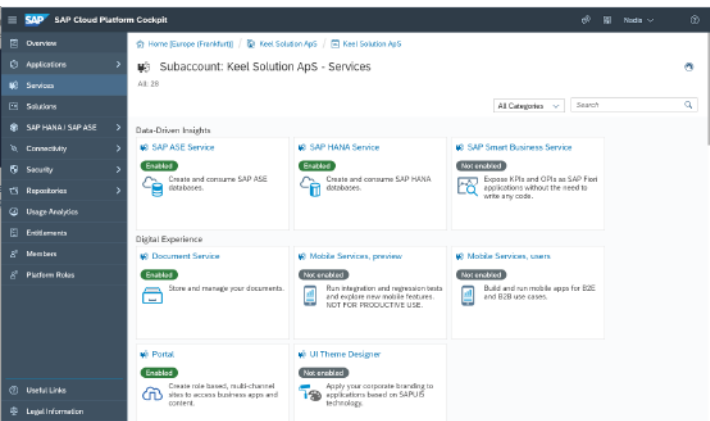 SAP SAP Cloud Platform Cockpit
Nadia
Overview
Applications
Services
Solutions
SAP HANA / SAP ASE
Connectivity
Security
Repositories
Usage Analytics
Entitlements
Members
Platform Roles
Useful Links
Legal Information
Home [Europe (Frankfurt)] / Keel Solution ApS / Keel Solution ApS
Subaccount: Keel Solution ApS - Services
All: 28
All Categories
Search
Data-Driven Insights
SAP ASE Service
Enabled
Create and consume SAP ASE
databases.
SAP HANA Service
Enabled
Create and consume SAP HANA
databases.
SAP Smart Business Service
Not enabled
Expose KPIs and OPIs as SAP Fiori
applications without the need to
write any code.
Digital Experience
Document Service
Enabled
Store and manage your documents.
Mobile Services, preview
Not enabled
Run integration and regression tests
and explore new mobile features.
NOT FOR PRODUCTIVE USE.
Mobile Services, users
Not enabled
Build and run mobile apps for B2E
and B2B use cases.
Portal
Enabled
Create role based, multi-channel
sites to access business apps and
content.
UI Theme Designer
Not enabled
Apply your corporate branding to
applications based on SAPUI5
technology.